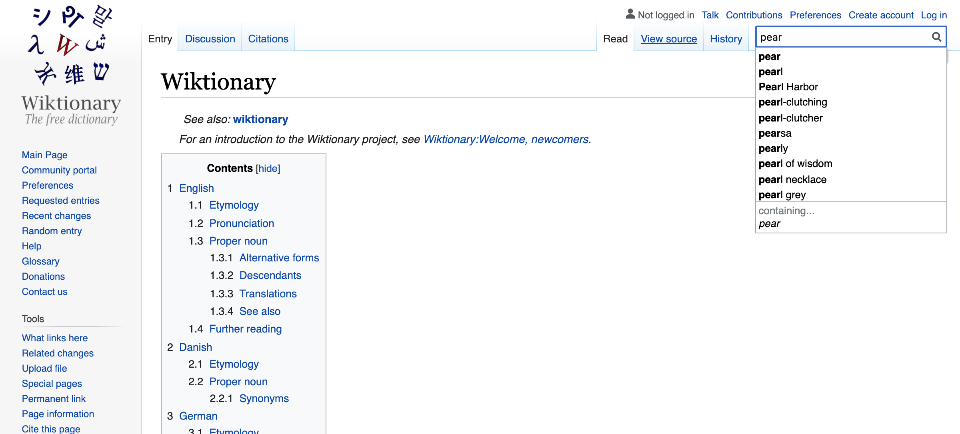 Not logged in Talk Contributions Preferences Create account Log in
Entry Discussion Citations Read View source History pear
pear
pearl
Pearl Harbor
pearl-clutching
pearl-clutcher
pearsa
pearly
pearl of wisdom
pearl necklace
pearl grey
containing...
pear
シ 말
λ W ش
維 ש
Wiktionary
The free dictionary
Main Page
Community portal
Preferences
Requested entries
Recent changes
Random entry
Help
Glossary
Donations
Contact us
Tools
What links here
Related changes
Upload file
Special pages
Permanent link
Page information
Cite this page
Wiktionary
See also: wiktionary
For an introduction to the Wiktionary project, see Wiktionary:Welcome, newcomers.
Contents [hide]
1 English
1.1 Etymology
1.2 Pronunciation
1.3 Proper noun
1.3.1 Alternative forms
1.3.2 Descendants
1.3.3 Translations
1.3.4 See also
1.4 Further reading
2 Danish
2.1 Etymology
2.2 Proper noun
2.2.1 Synonyms
3 German
3.1 Etymology